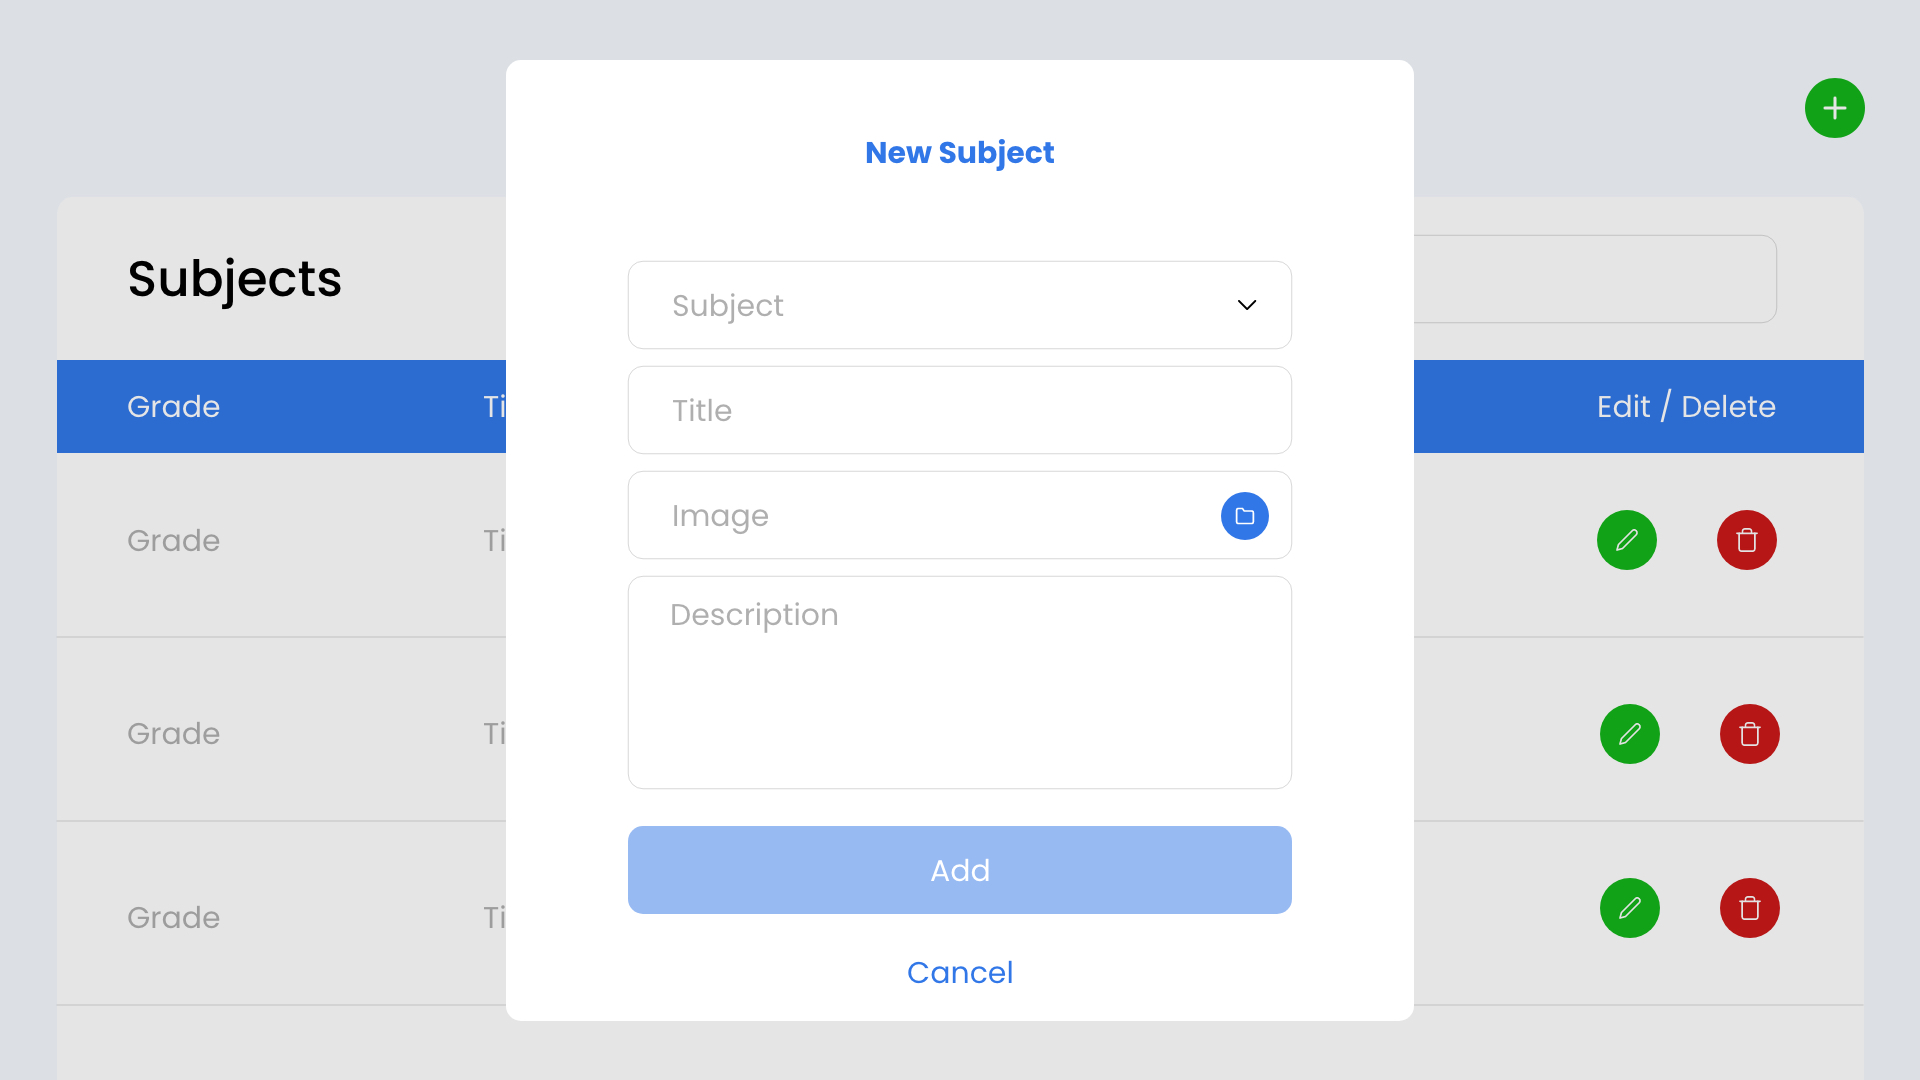 New Subject
Subjects
Subject
Grade
Ti
Edit / Delete
Title
Image
Grade
Ti
Description
Grade
Ti
Add
Grade
Ti
Cancel